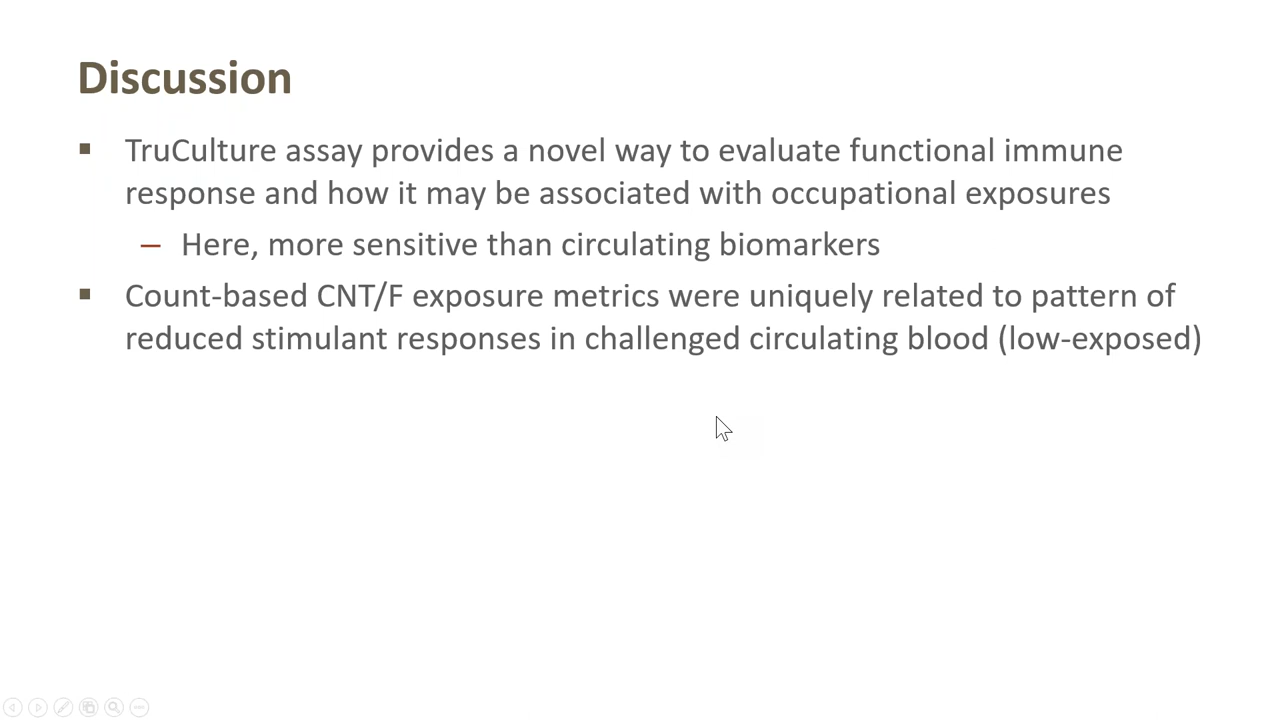 Discussion
▪ TruCulture assay provides a novel way to evaluate functional immune
response and how it may be associated with occupational exposures
– Here, more sensitive than circulating biomarkers
▪ Count-based CNT/F exposure metrics were uniquely related to pattern of
reduced stimulant responses in challenged circulating blood (low-exposed)